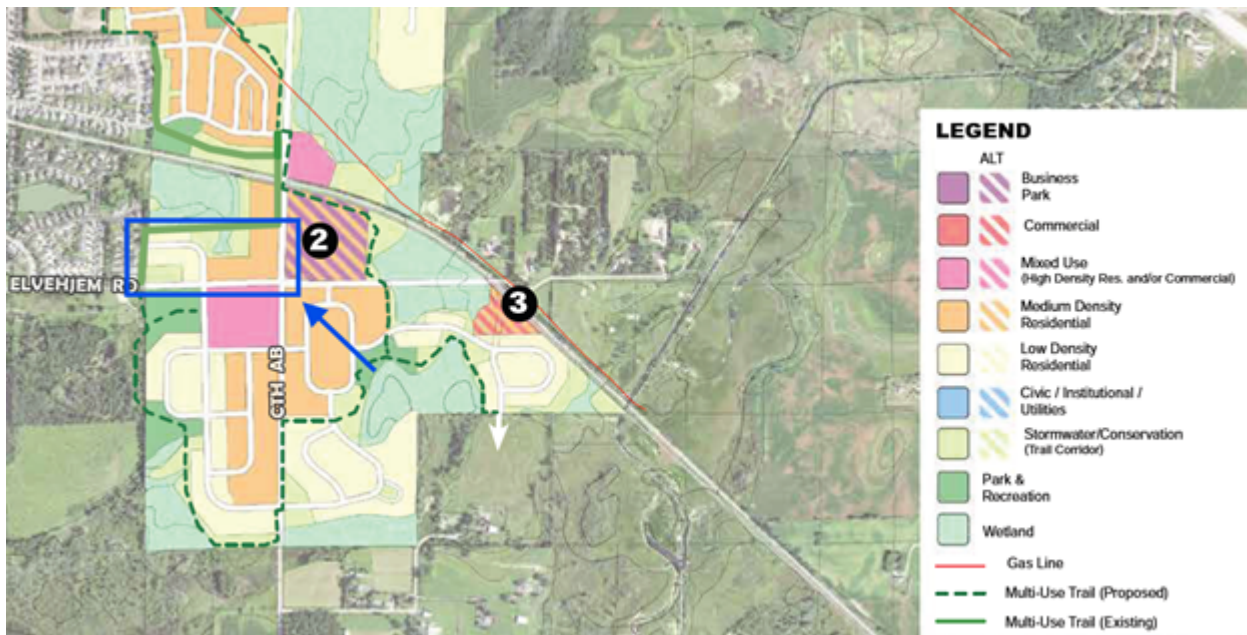 2
3
ELVEHJEM RD
CTH AB
LEGEND
ALT
Business
Park
Commercial
Mixed Use
(High Density Res. and/or Commercial)
Medium Density
Residential
Low Density
Residential
Civic / Institutional /
Utilities
Stormwater/Conservation
(Trail Corridor)
Park &
Recreation
Wetland
Gas Line
Multi-Use Trail (Proposed)
Multi-Use Trail (Existing)